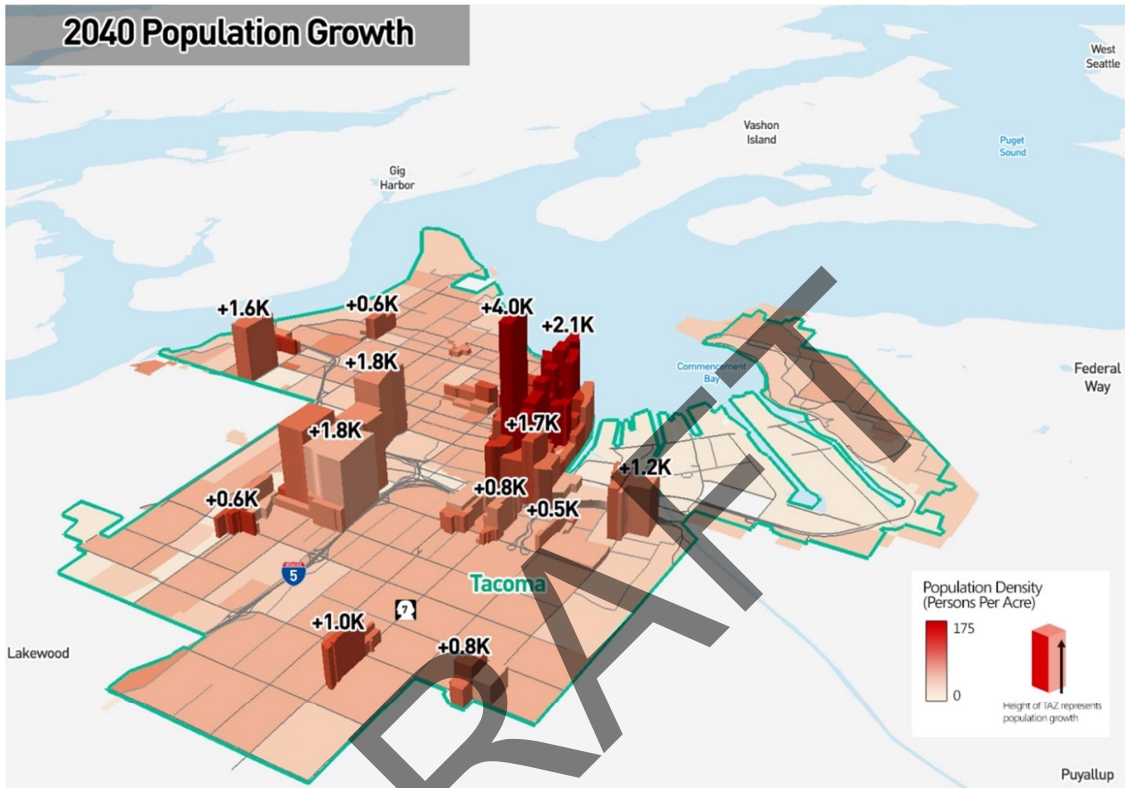 2040 Population Growth
West
Seattle
Vashon
Island
Puget
Sound
Gig
Harbor
+1.6K
+0.6K
+4.0K
+2.1K
+1.8K
Commencement
Bay
Federal
Way
+1.7K
+1.8K
+1.2K
+0.6K
+0.8K
+0.5K
5
Tacoma
7
+1.0K
+0.8K
Lakewood
Population Density
(Persons Per Acre)
175
0
Height of TAZ represents
population growth
Puyallup
RAFT